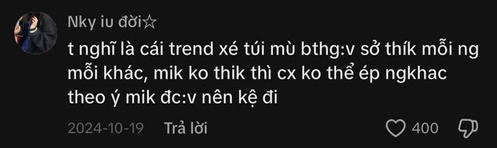 Nky iu đời☆
t nghĩ là cái trend xé túi mù bthg:v sở thík mỗi ng
mỗi khác, mik ko thik thì cx ko thể ép ngkhac
theo ý mik đc:v nên kệ đi
2024-10-19 Trả lời 400